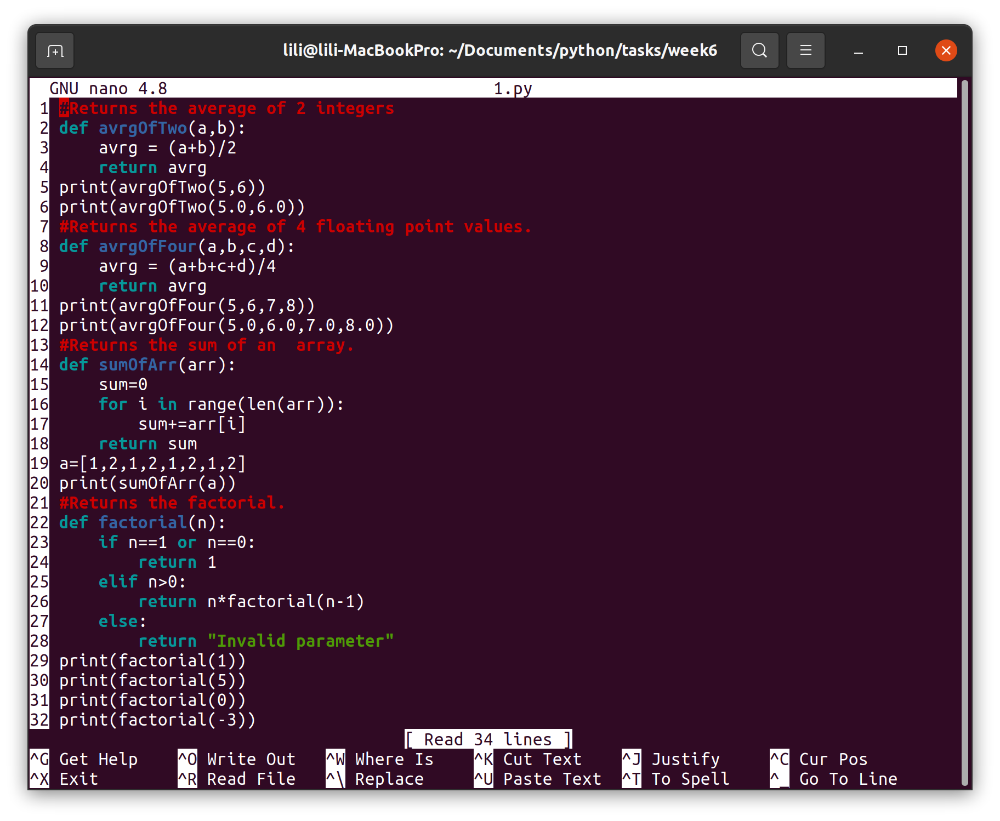 lili@lili-MacBookPro: ~/Documents/python/tasks/week6
GNU nano 4.8 1.py
1 #Returns the average of 2 integers
2 def avrgOfTwo(a,b):
3     avrg = (a+b)/2
4     return avrg
5 print(avrgOfTwo(5,6))
6 print(avrgOfTwo(5.0,6.0))
7 #Returns the average of 4 floating point values.
8 def avrgOfFour(a,b,c,d):
9     avrg = (a+b+c+d)/4
10     return avrg
11 print(avrgOfFour(5,6,7,8))
12 print(avrgOfFour(5.0,6.0,7.0,8.0))
13 #Returns the sum of an  array.
14 def sumOfArr(arr):
15     sum=0
16     for i in range(len(arr)):
17         sum+=arr[i]
18     return sum
19 a=[1,2,1,2,1,2,1,2]
20 print(sumOfArr(a))
21 #Returns the factorial.
22 def factorial(n):
23     if n==1 or n==0:
24         return 1
25     elif n>0:
26         return n*factorial(n-1)
27     else:
28         return "Invalid parameter"
29 print(factorial(1))
30 print(factorial(5))
31 print(factorial(0))
32 print(factorial(-3))
[ Read 34 lines ]
^G Get Help ^O Write Out ^W Where Is ^K Cut Text ^J Justify ^C Cur Pos
^X Exit ^R Read File ^\ Replace ^U Paste Text ^T To Spell ^_ Go To Line